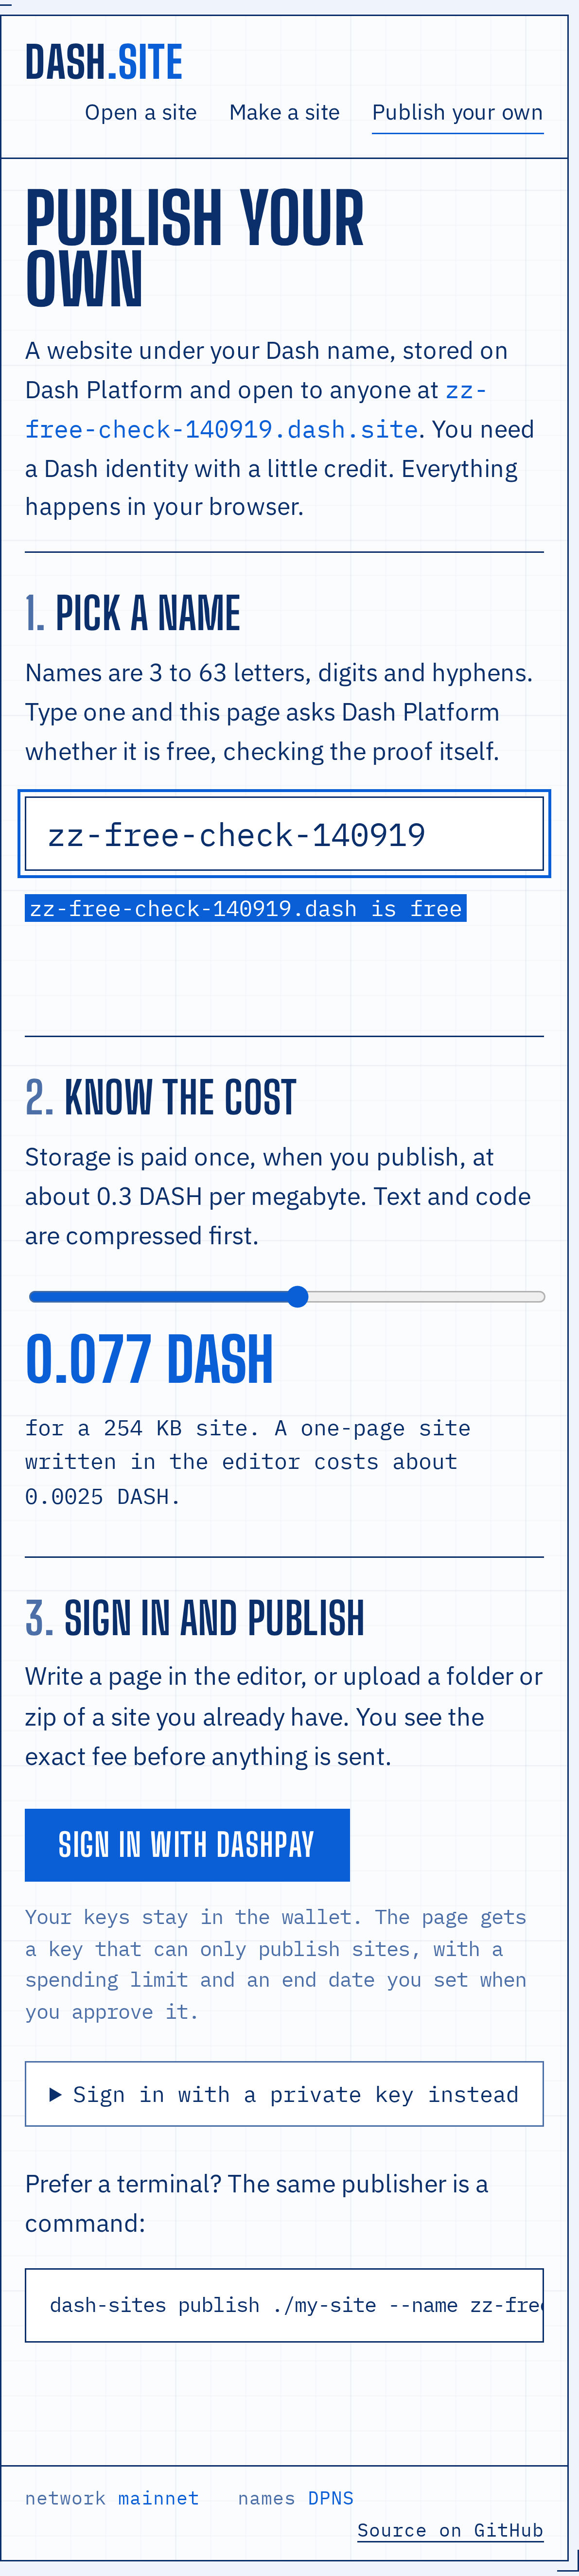 DASH.SITE
Open a site Make a site Publish your own
PUBLISH YOUR
OWN
A website under your Dash name, stored on
Dash Platform and open to anyone at zz-
free-check-140919.dash.site. You need
a Dash identity with a little credit. Everything
happens in your browser.
1. PICK A NAME
Names are 3 to 63 letters, digits and hyphens.
Type one and this page asks Dash Platform
whether it is free, checking the proof itself.
zz-free-check-140919
zz-free-check-140919.dash is free
2. KNOW THE COST
Storage is paid once, when you publish, at
about 0.3 DASH per megabyte. Text and code
are compressed first.
0.077 DASH
for a 254 KB site. A one-page site
written in the editor costs about
0.0025 DASH.
3. SIGN IN AND PUBLISH
Write a page in the editor, or upload a folder or
zip of a site you already have. You see the
exact fee before anything is sent.
SIGN IN WITH DASHPAY
Your keys stay in the wallet. The page gets
a key that can only publish sites, with a
spending limit and an end date you set when
you approve it.
▶ Sign in with a private key instead
Prefer a terminal? The same publisher is a
command:
dash-sites publish ./my-site --name zz-free
network mainnet names DPNS
Source on GitHub